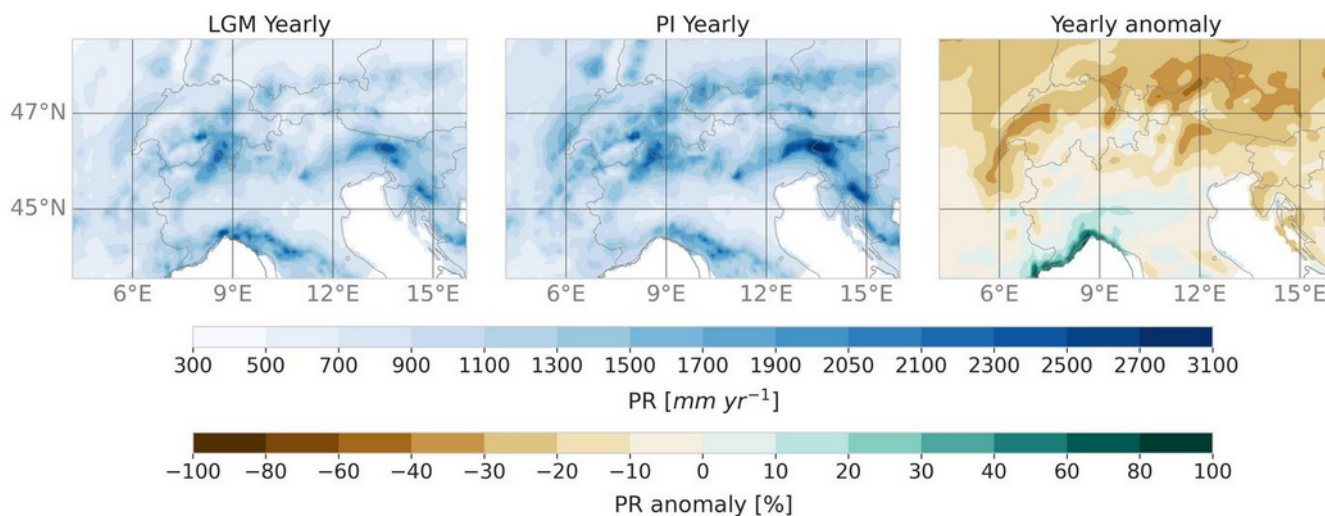 LGM Yearly
PI Yearly
Yearly anomaly
47°N
45°N
6°E 9°E 12°E 15°E 6°E 9°E 12°E 15°E 6°E 9°E 12°E 15°E
300 500 700 900 1100 1300 1500 1700 1900 2050 2100 2300 2500 2700 3100
PR [mm yr⁻¹]
−100 −80 −60 −40 −30 −20 −10 0 10 20 30 40 60 80 100
PR anomaly [%]